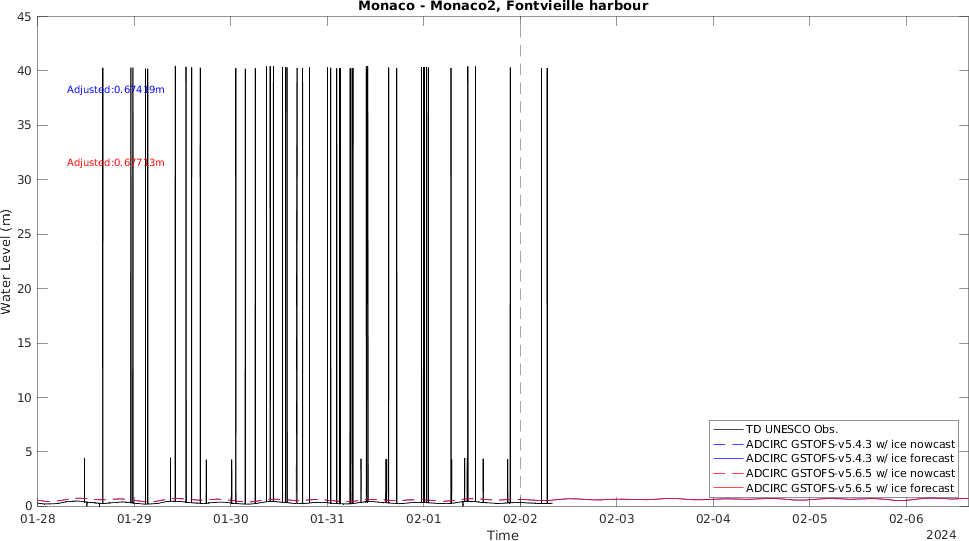 Monaco - Monaco2, Fontvieille harbour
45
40
35
30
25
20
15
10
5
0
Water Level (m)
Adjusted:0.67419m
Adjusted:0.67713m
TD UNESCO Obs.
ADCIRC GSTOFS-v5.4.3 w/ ice nowcast
ADCIRC GSTOFS-v5.4.3 w/ ice forecast
ADCIRC GSTOFS-v5.6.5 w/ ice nowcast
ADCIRC GSTOFS-v5.6.5 w/ ice forecast
01-28 01-29 01-30 01-31 02-01 02-02 02-03 02-04 02-05 02-06
Time
2024